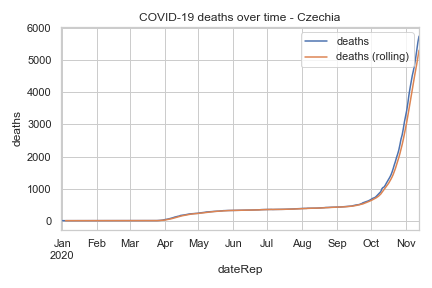 COVID-19 deaths over time - Czechia
deaths
deaths (rolling)
6000
5000
4000
3000
2000
1000
0
deaths
Jan Feb Mar Apr May Jun Jul Aug Sep Oct Nov
2020
dateRep